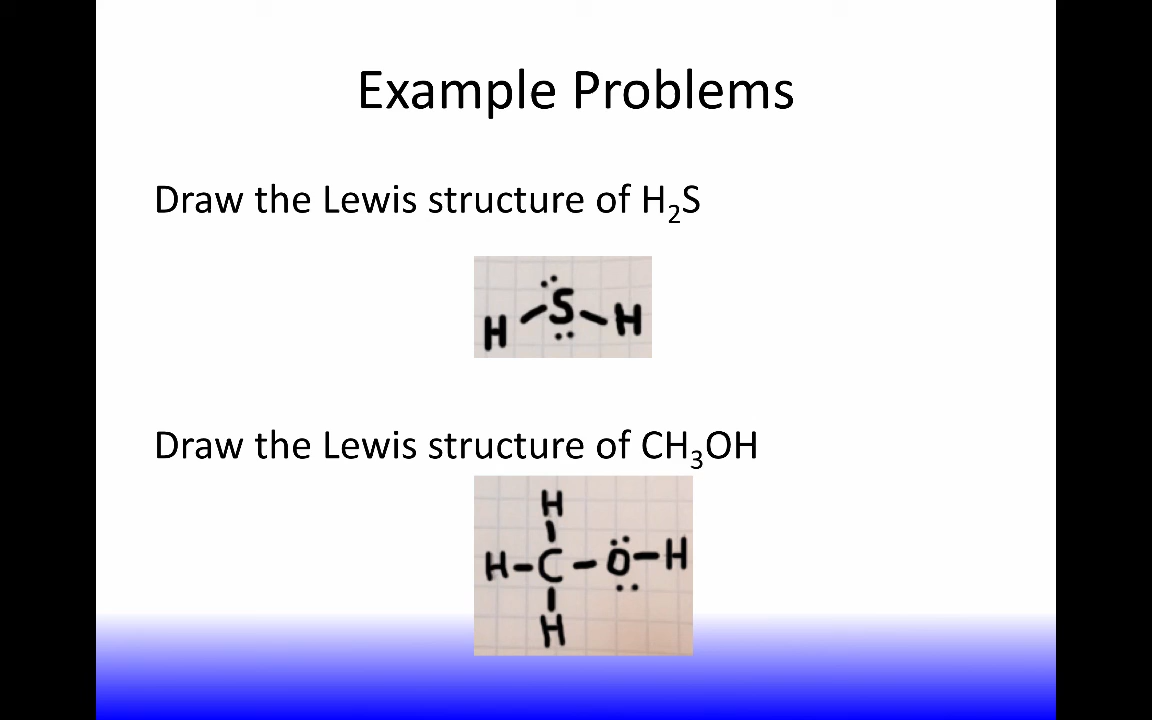 Example Problems
Draw the Lewis structure of H₂S
H S H
Draw the Lewis structure of CH₃OH
H
H-C-O-H
H